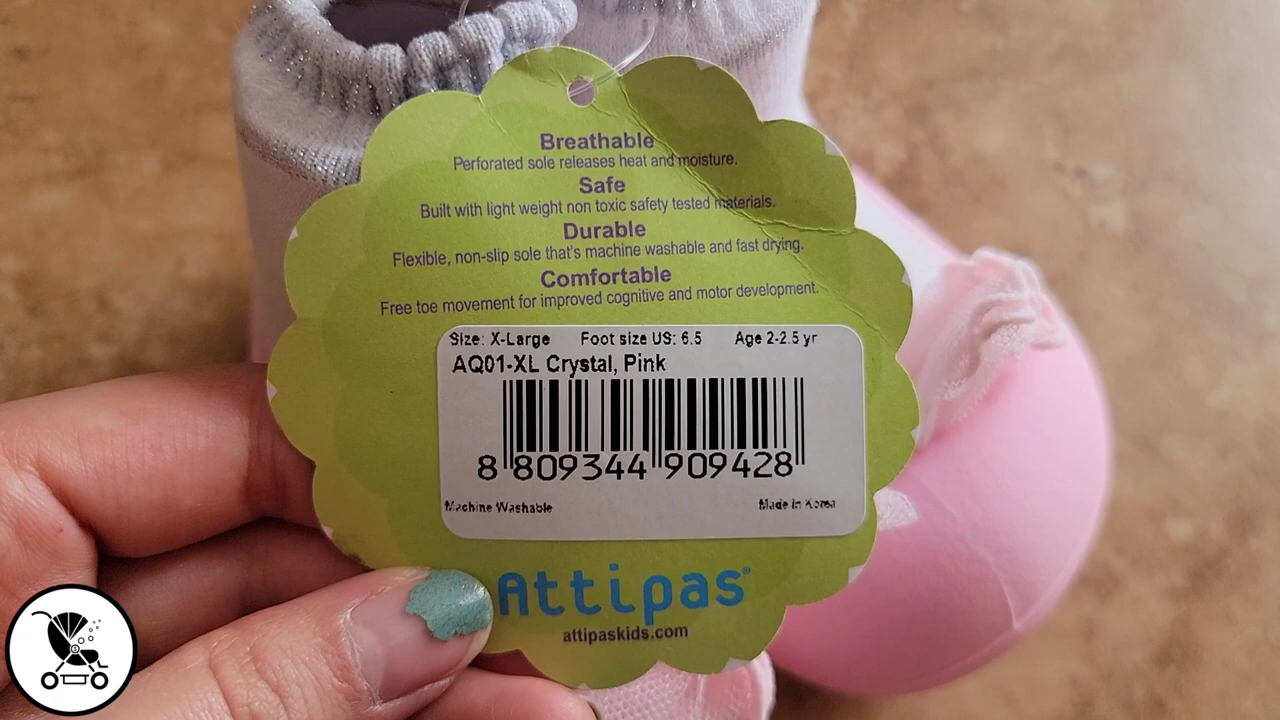 Breathable
Perforated sole releases heat and moisture.
Safe
Built with light weight non toxic safety tested materials.
Durable
Flexible, non-slip sole that's machine washable and fast drying.
Comfortable
Free toe movement for improved cognitive and motor development.
Size: X-Large Foot size US: 6.5 Age 2-2.5 yr
AQ01-XL Crystal, Pink
8 809344 909428
Machine Washable Made in Korea
Attipas®
attipaskids.com